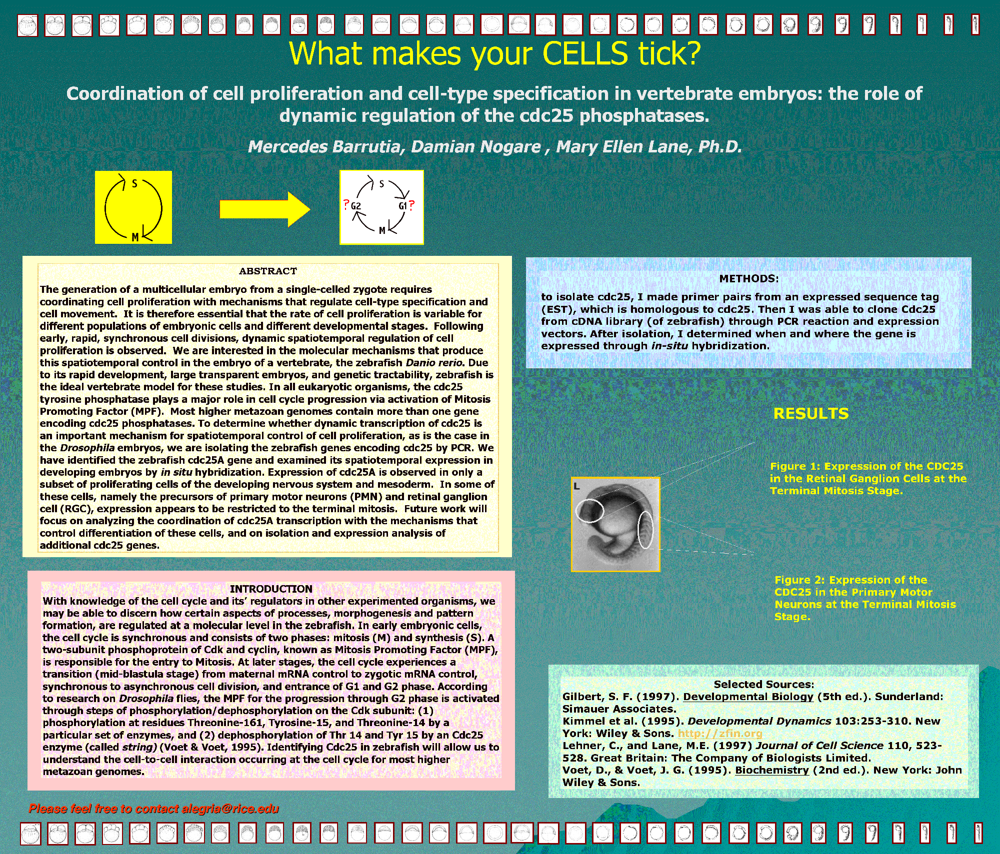 What makes your CELLS tick?
Coordination of cell proliferation and cell-type specification in vertebrate embryos: the role of
dynamic regulation of the cdc25 phosphatases.
Mercedes Barrutia, Damian Nogare , Mary Ellen Lane, Ph.D.
S
M
S
?G2
G1?
M
ABSTRACT
The generation of a multicellular embryo from a single-celled zygote requires
coordinating cell proliferation with mechanisms that regulate cell-type specification and
cell movement.  It is therefore essential that the rate of cell proliferation is variable for
different populations of embryonic cells and different developmental stages.  Following
early, rapid, synchronous cell divisions, dynamic spatiotemporal regulation of cell
proliferation is observed.  We are interested in the molecular mechanisms that produce
this spatiotemporal control in the embryo of a vertebrate, the zebrafish Danio rerio. Due
to its rapid development, large transparent embryos, and genetic tractability, zebrafish is
the ideal vertebrate model for these studies. In all eukaryotic organisms, the cdc25
tyrosine phosphatase plays a major role in cell cycle progression via activation of Mitosis
Promoting Factor (MPF).  Most higher metazoan genomes contain more than one gene
encoding cdc25 phosphatases. To determine whether dynamic transcription of cdc25 is
an important mechanism for spatiotemporal control of cell proliferation, as is the case in
the Drosophila embryos, we are isolating the zebrafish genes encoding cdc25 by PCR. We
have identified the zebrafish cdc25A gene and examined its spatiotemporal expression in
developing embryos by in situ hybridization. Expression of cdc25A is observed in only a
subset of proliferating cells of the developing nervous system and mesoderm.  In some of
these cells, namely the precursors of primary motor neurons (PMN) and retinal ganglion
cell (RGC), expression appears to be restricted to the terminal mitosis.  Future work will
focus on analyzing the coordination of cdc25A transcription with the mechanisms that
control differentiation of these cells, and on isolation and expression analysis of
additional cdc25 genes.
INTRODUCTION
With knowledge of the cell cycle and its’ regulators in other experimented organisms, we
may be able to discern how certain aspects of processes, morphogenesis and pattern
formation, are regulated at a molecular level in the zebrafish. In early embryonic cells,
the cell cycle is synchronous and consists of two phases: mitosis (M) and synthesis (S). A
two-subunit phosphoprotein of Cdk and cyclin, known as Mitosis Promoting Factor (MPF),
is responsible for the entry to Mitosis. At later stages, the cell cycle experiences a
transition (mid-blastula stage) from maternal mRNA control to zygotic mRNA control,
synchronous to asynchronous cell division, and entrance of G1 and G2 phase. According
to research on Drosophila flies, the MPF for the progression through G2 phase is activated
through steps of phosphorylation/dephosphorylation on the Cdk subunit: (1)
phosphorylation at residues Threonine-161, Tyrosine-15, and Threonine-14 by a
particular set of enzymes, and (2) dephosphorylation of Thr 14 and Tyr 15 by an Cdc25
enzyme (called string) (Voet & Voet, 1995). Identifying Cdc25 in zebrafish will allow us to
understand the cell-to-cell interaction occurring at the cell cycle for most higher
metazoan genomes.
Please feel free to contact alegria@rice.edu
METHODS:
to isolate cdc25, I made primer pairs from an expressed sequence tag
(EST), which is homologous to cdc25. Then I was able to clone Cdc25
from cDNA library (of zebrafish) through PCR reaction and expression
vectors. After isolation, I determined when and where the gene is
expressed through in-situ hybridization.
RESULTS
L
Figure 1: Expression of the CDC25
in the Retinal Ganglion Cells at the
Terminal Mitosis Stage.
Figure 2: Expression of the
CDC25 in the Primary Motor
Neurons at the Terminal Mitosis
Stage.
Selected Sources:
Gilbert, S. F. (1997). Developmental Biology (5th ed.). Sunderland:
Simauer Associates.
Kimmel et al. (1995). Developmental Dynamics 103:253-310. New
York: Wiley & Sons. http://zfin.org
Lehner, C., and Lane, M.E. (1997) Journal of Cell Science 110, 523-
528. Great Britain: The Company of Biologists Limited.
Voet, D., & Voet, J. G. (1995). Biochemistry (2nd ed.). New York: John
Wiley & Sons.